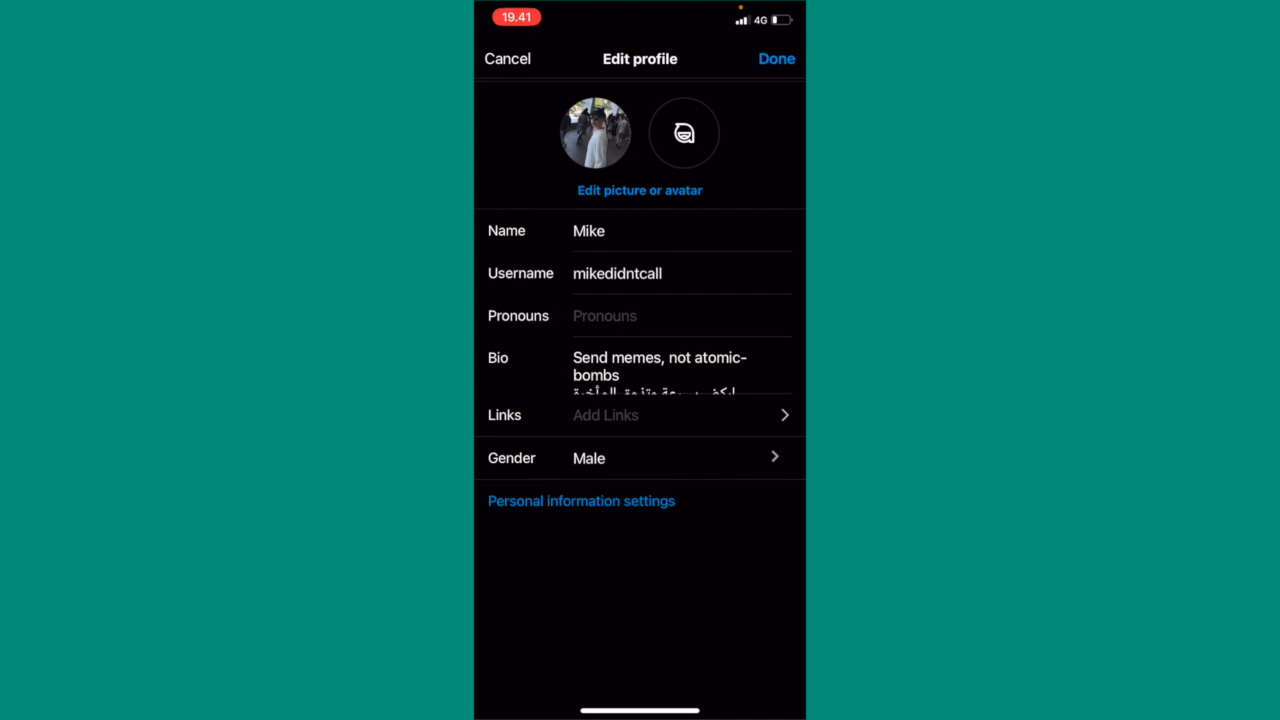 19.41
4G
Cancel Edit profile Done
Edit picture or avatar
Name Mike
Username mikedidntcall
Pronouns Pronouns
Bio Send memes, not atomic-
bombs
Links Add Links
Gender Male
Personal information settings